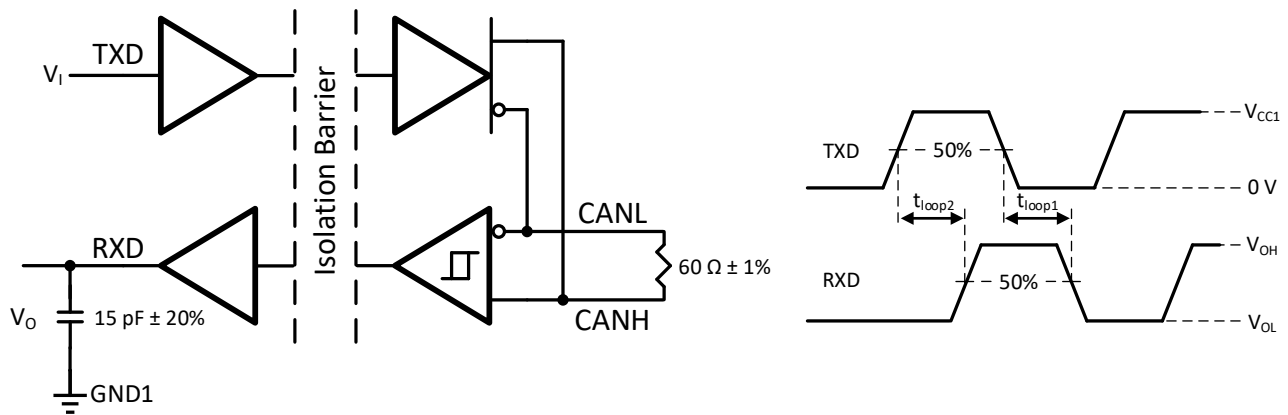 TXD
V_I
Isolation Barrier
CANL
RXD
60 Ω ± 1%
V_O
15 pF ± 20%
CANH
GND1
V_CC1
TXD
50%
0 V
t_loop2
t_loop1
V_OH
RXD
50%
V_OL